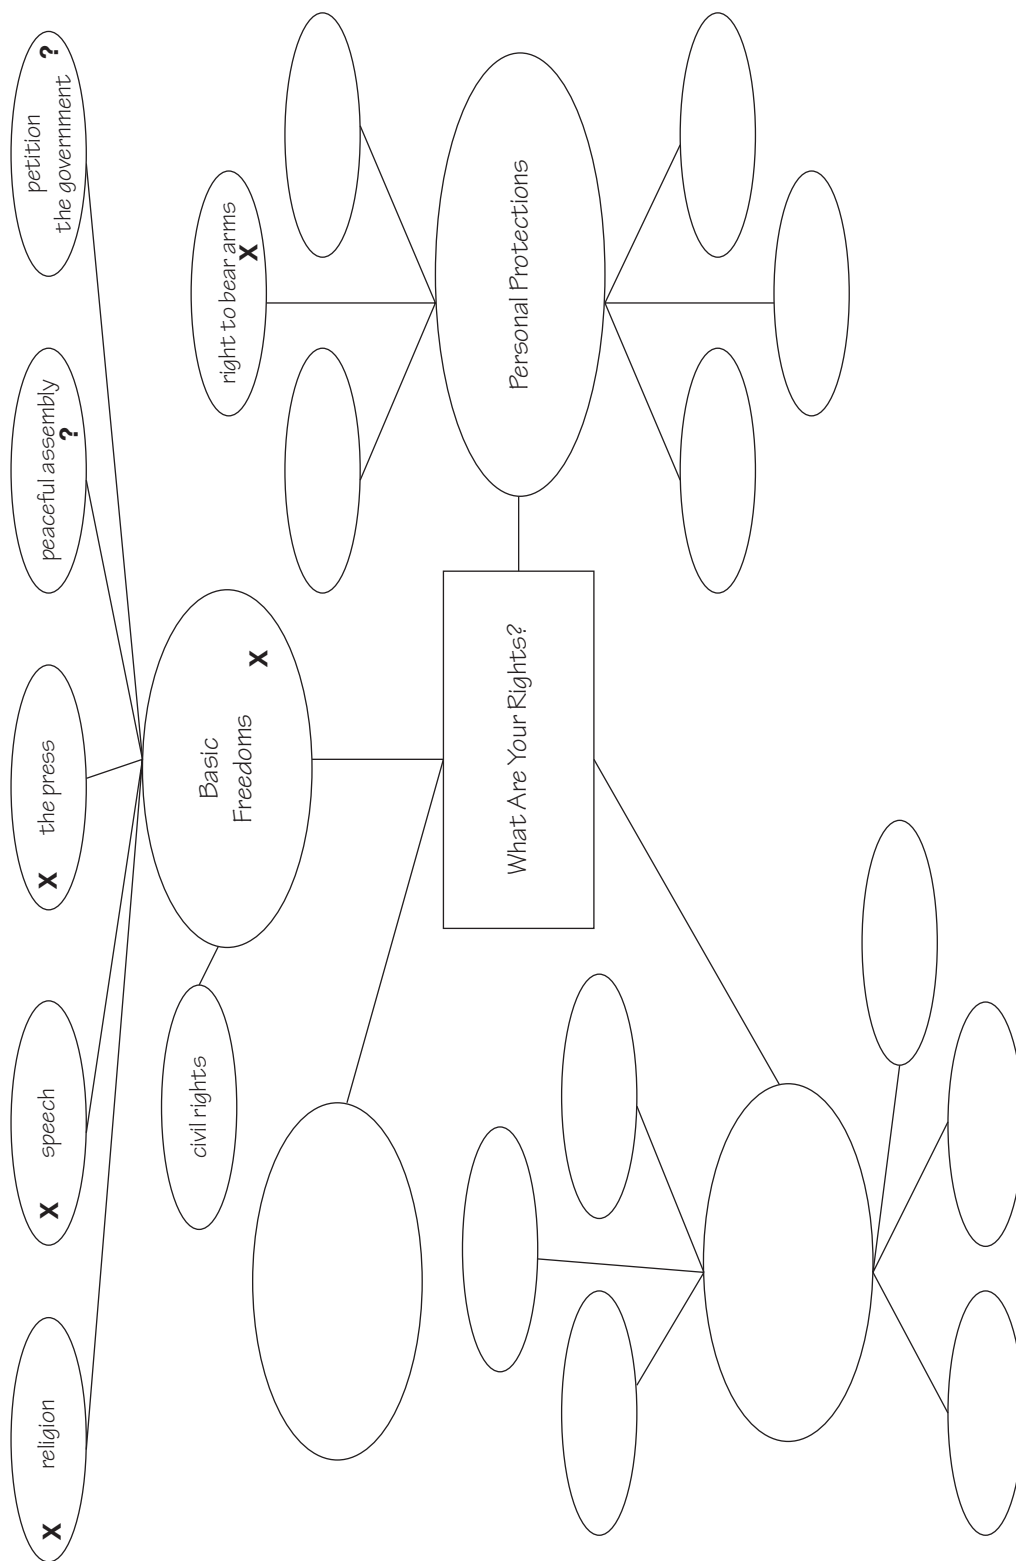 X religion
X speech
X the press
peaceful assembly
?
petition
the government ?
civil rights
Basic
Freedoms X
right to bear arms
X
What Are Your Rights?
Personal Protections